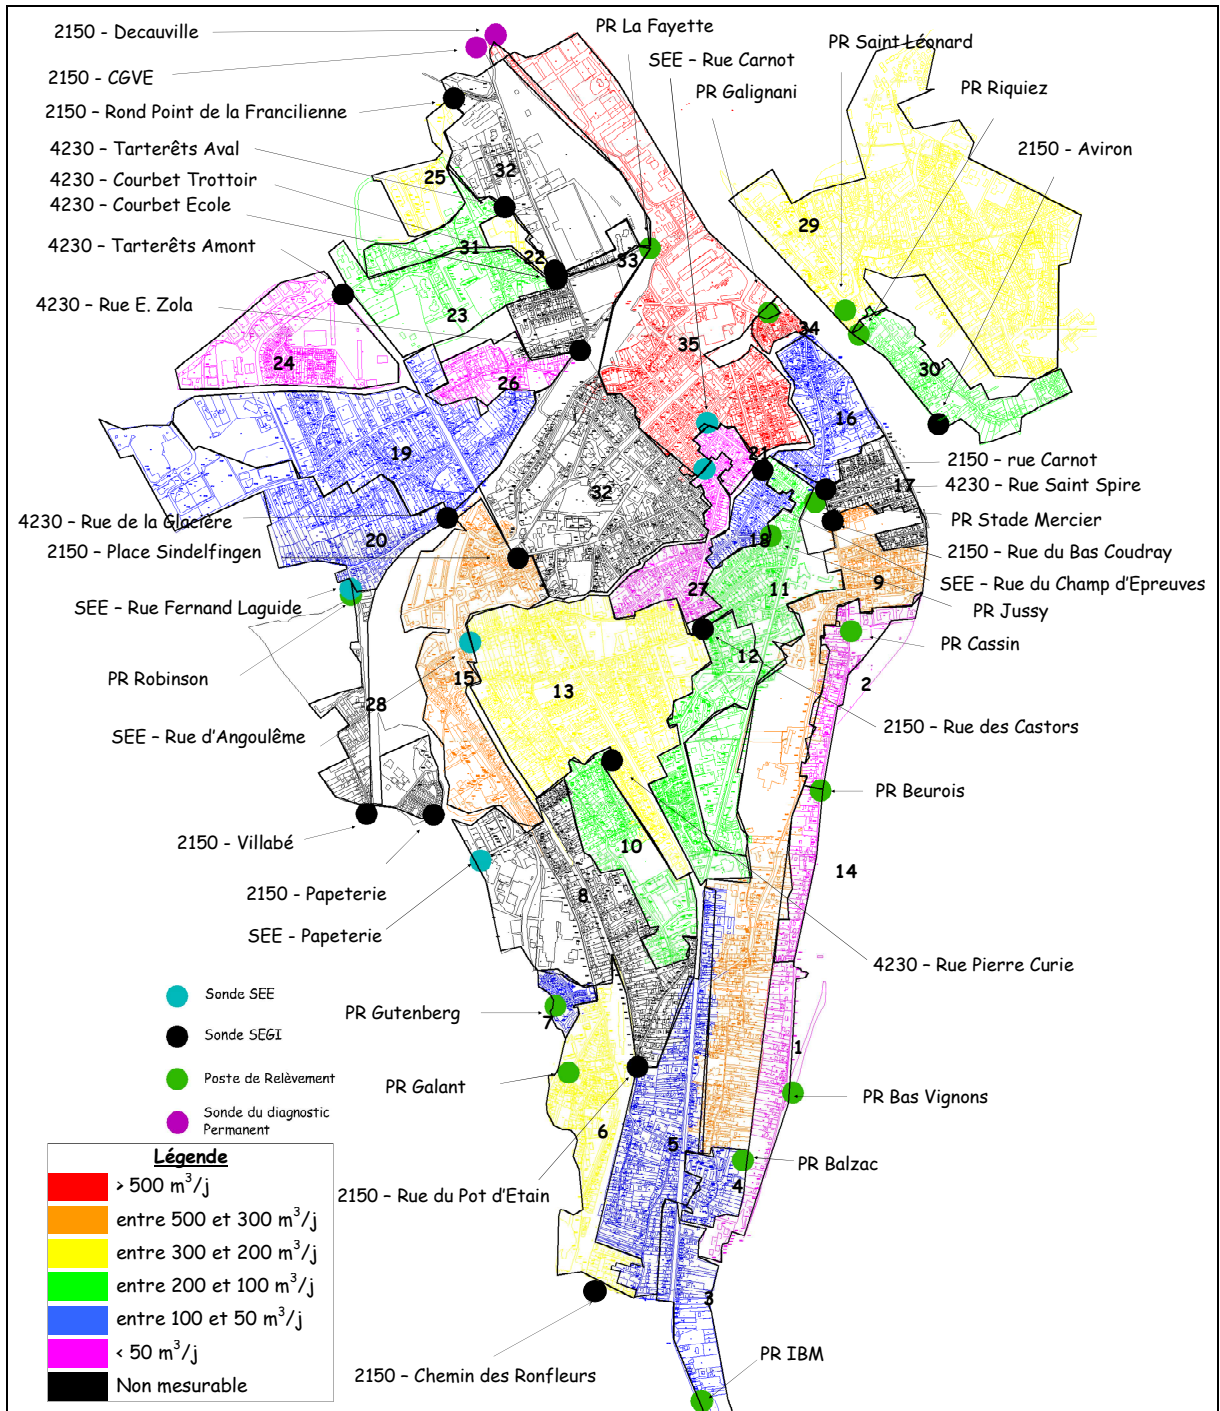 2150 - Decauville
PR La Fayette
PR Saint Léonard
SEE – Rue Carnot
2150 - CGVE
PR Galignani
PR Riquiez
2150 – Rond Point de la Francilienne
4230 – Tarterêts Aval
2150 - Aviron
4230 – Courbet Trottoir
4230 – Courbet Ecole
4230 – Tarterêts Amont
4230 – Rue E. Zola
25
32
31
22
33
29
23
24
26
35
34
30
19
16
21
32
17
20
18
2150 – rue Carnot
4230 – Rue Saint Spire
4230 – Rue de la Glacière
PR Stade Mercier
2150 – Place Sindelfingen
2150 – Rue du Bas Coudray
SEE – Rue du Champ d'Epreuves
SEE – Rue Fernand Laguide
PR Jussy
27
11
9
12
PR Cassin
PR Robinson
15
13
2
28
SEE – Rue d'Angoulême
2150 – Rue des Castors
PR Beurois
2150 – Villabé
10
14
2150 - Papeterie
8
SEE - Papeterie
4230 – Rue Pierre Curie
Sonde SEE
PR Gutenberg
7
Sonde SEGI
1
Poste de Relèvement
PR Galant
PR Bas Vignons
Sonde du diagnostic
Permanent
6
5
PR Balzac
4
2150 – Rue du Pot d'Etain
3
2150 – Chemin des Ronfleurs
PR IBM
Légende
> 500 m³/j
entre 500 et 300 m³/j
entre 300 et 200 m³/j
entre 200 et 100 m³/j
entre 100 et 50 m³/j
< 50 m³/j
Non mesurable